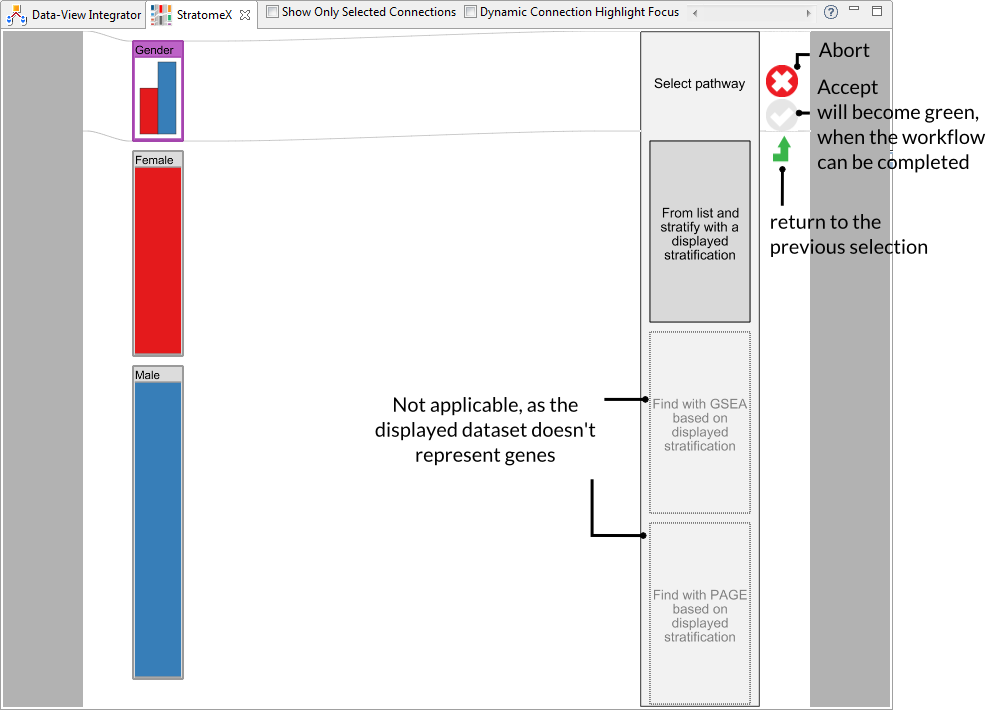 Data-View Integrator
StratomeX
Show Only Selected Connections
Dynamic Connection Highlight Focus
?
Gender
Female
Male
Select pathway
From list and
stratify with a
displayed
stratification
Find with GSEA
based on
displayed
stratification
Find with PAGE
based on
displayed
stratification
Abort
Accept
will become green,
when the workflow
can be completed
return to the
previous selection
Not applicable, as the
displayed dataset doesn't
represent genes